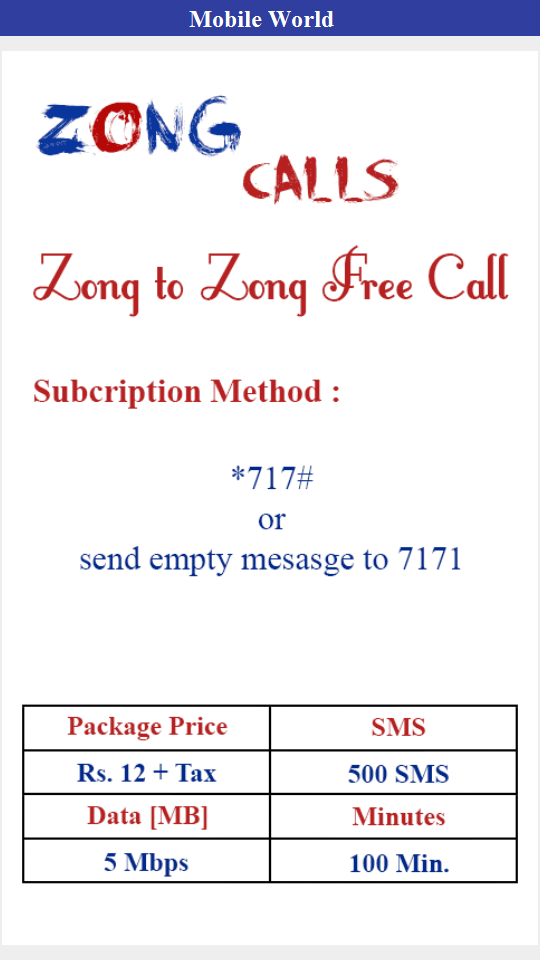 Mobile World
ZONG
CALLS
Zong to Zong Free Call
Subcription Method :
*717#
or
send empty mesasge to 7171
Package Price SMS
Rs. 12 + Tax 500 SMS
Data [MB] Minutes
5 Mbps 100 Min.